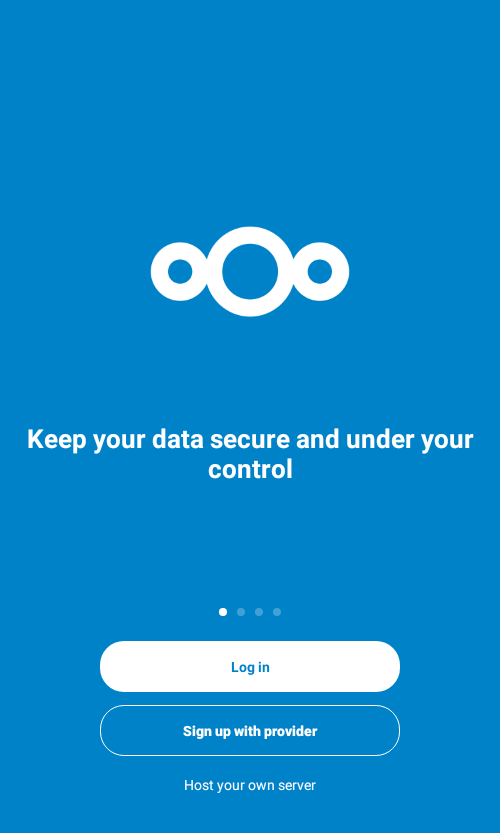 Keep your data secure and under your
control
Log in
Sign up with provider
Host your own server